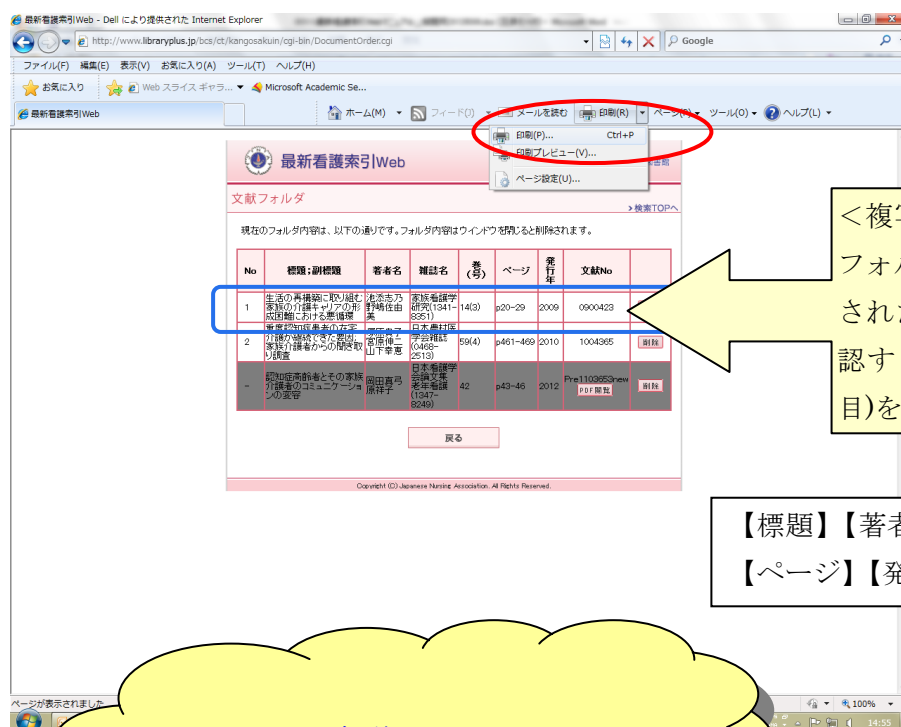 最新看護索引Web - Dell により提供された Internet Explorer
http://www.libraryplus.jp/bcs/ct/kangosakuin/cgi-bin/DocumentOrder.cgi
Google
ファイル(F) 編集(E) 表示(V) お気に入り(A) ツール(T) ヘルプ(H)
お気に入り Web スライス ギャラ... Microsoft Academic Se...
最新看護索引Web
ホーム(M) フィード(J) メールを読む 印刷(R) ページ(P) ツール(O) ヘルプ(L)
印刷(P)... Ctrl+P
印刷プレビュー(V)...
ページ設定(U)...
最新看護索引Web
文献フォルダ
>検索TOPへ
現在のフォルダ内容は、以下の通りです。フォルダ内容はウインドウを閉じると削除されます。
No 標題;副標題 著者名 雑誌名 巻(号) ページ 発行年 文献No
1 生活の再構築に取り組む家族の介護キャリアの形成困難における悪循環 野嶋佐由美 家族看護学研究(1341-8351) 14(3) p20-29 2009 0900423
2 重度認知症患者の在宅介護が継続できた要因;家族介護者からの聞き取り調査 宮原伸二 山下幸恵 日本農村医学会雑誌(0468-2513) 59(4) p461-469 2010 1004365 削除
- 認知症高齢者とその家族介護者のコミュニケーションの変容 岡田真弓 原祥子 日本看護学会論文集 老年看護(1347-8249) 42 p43-46 2012 Pre1103653new PDF閲覧 削除
戻る
Copyright (C) Japanese Nursing Association. All Rights Reserved.
＜複
フォ
され
認す
目)を
【標題】【著者
【ページ】【発
ページが表示されました
100%
14:55